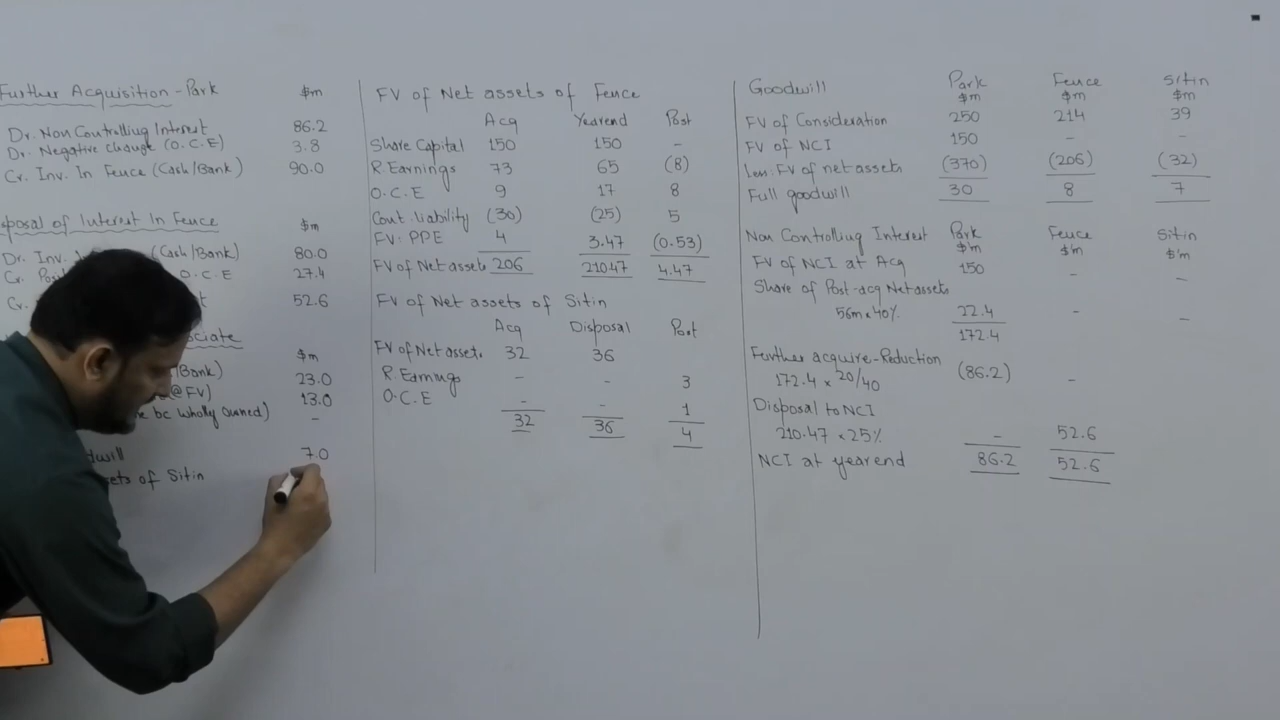 Further Acquisition - Park $m
Dr. Non Controlling Interest 86.2
Dr. Negative change (O.C.E) 3.8
Cr. Inv. In Fence (Cash/Bank) 90.0
sposal of Interest In Fence $m
Dr. Inv. (Cash/Bank) 80.0
Cr. O.C.E 27.4
Cr. 52.6
ociate $m
Bank) 23.0
@FV) 13.0
be wholly owned) -
dwill 7.0
ets of Sitin
FV of Net assets of Fence
Acq Yearend Post
Share Capital 150 150 -
R. Earnings 73 65 (8)
O.C.E 9 17 8
Cont. liability (30) (25) 5
FV: PPE 4 3.47 (0.53)
FV of Net assets 206 210.47 4.47
FV of Net assets of Sitin
Acq Disposal Post
FV of Net assets 32 36
R. Earnings - - 3
O.C.E - - 1
32 36 4
Goodwill Park Fence Sitin
$m $m $m
FV of Consideration 250 214 39
FV of NCI 150 - -
less: FV of net assets (370) (206) (32)
Full goodwill 30 8 7
Non Controlling Interest Park Fence Sitin
$'m $'m $'m
FV of NCI at Acq 150 - -
Share of Post-acq Net assets
56m x 40% 22.4 - -
172.4
Further acquire-Reduction
172.4 x 20/40 (86.2) -
Disposal to NCI
210.47 x 25% - 52.6
NCI at yearend 86.2 52.6